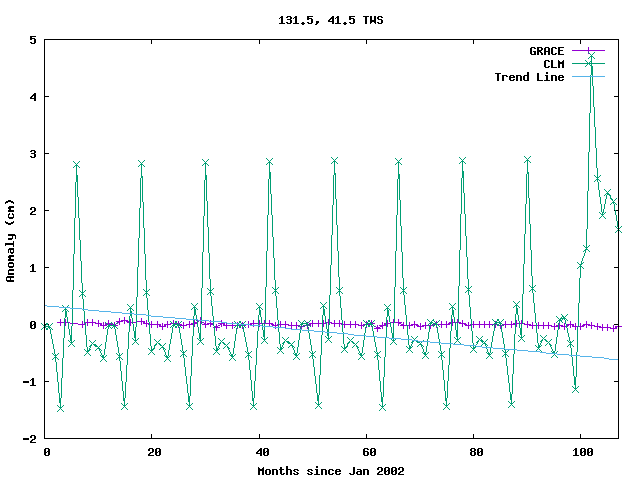 131.5, 41.5 TWS
GRACE
CLM
Trend Line
5
4
3
2
1
0
-1
-2
Anomaly (cm)
0 20 40 60 80 100
Months since Jan 2002